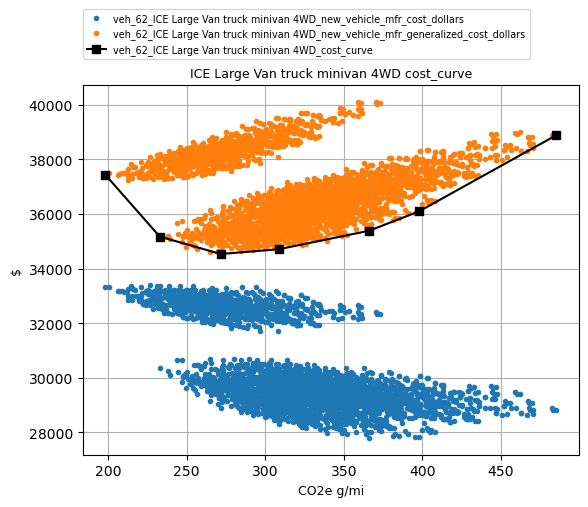 veh_62_ICE Large Van truck minivan 4WD_new_vehicle_mfr_cost_dollars
veh_62_ICE Large Van truck minivan 4WD_new_vehicle_mfr_generalized_cost_dollars
veh_62_ICE Large Van truck minivan 4WD_cost_curve
ICE Large Van truck minivan 4WD cost_curve
40000
38000
36000
34000
32000
30000
28000
$
200 250 300 350 400 450
CO2e g/mi